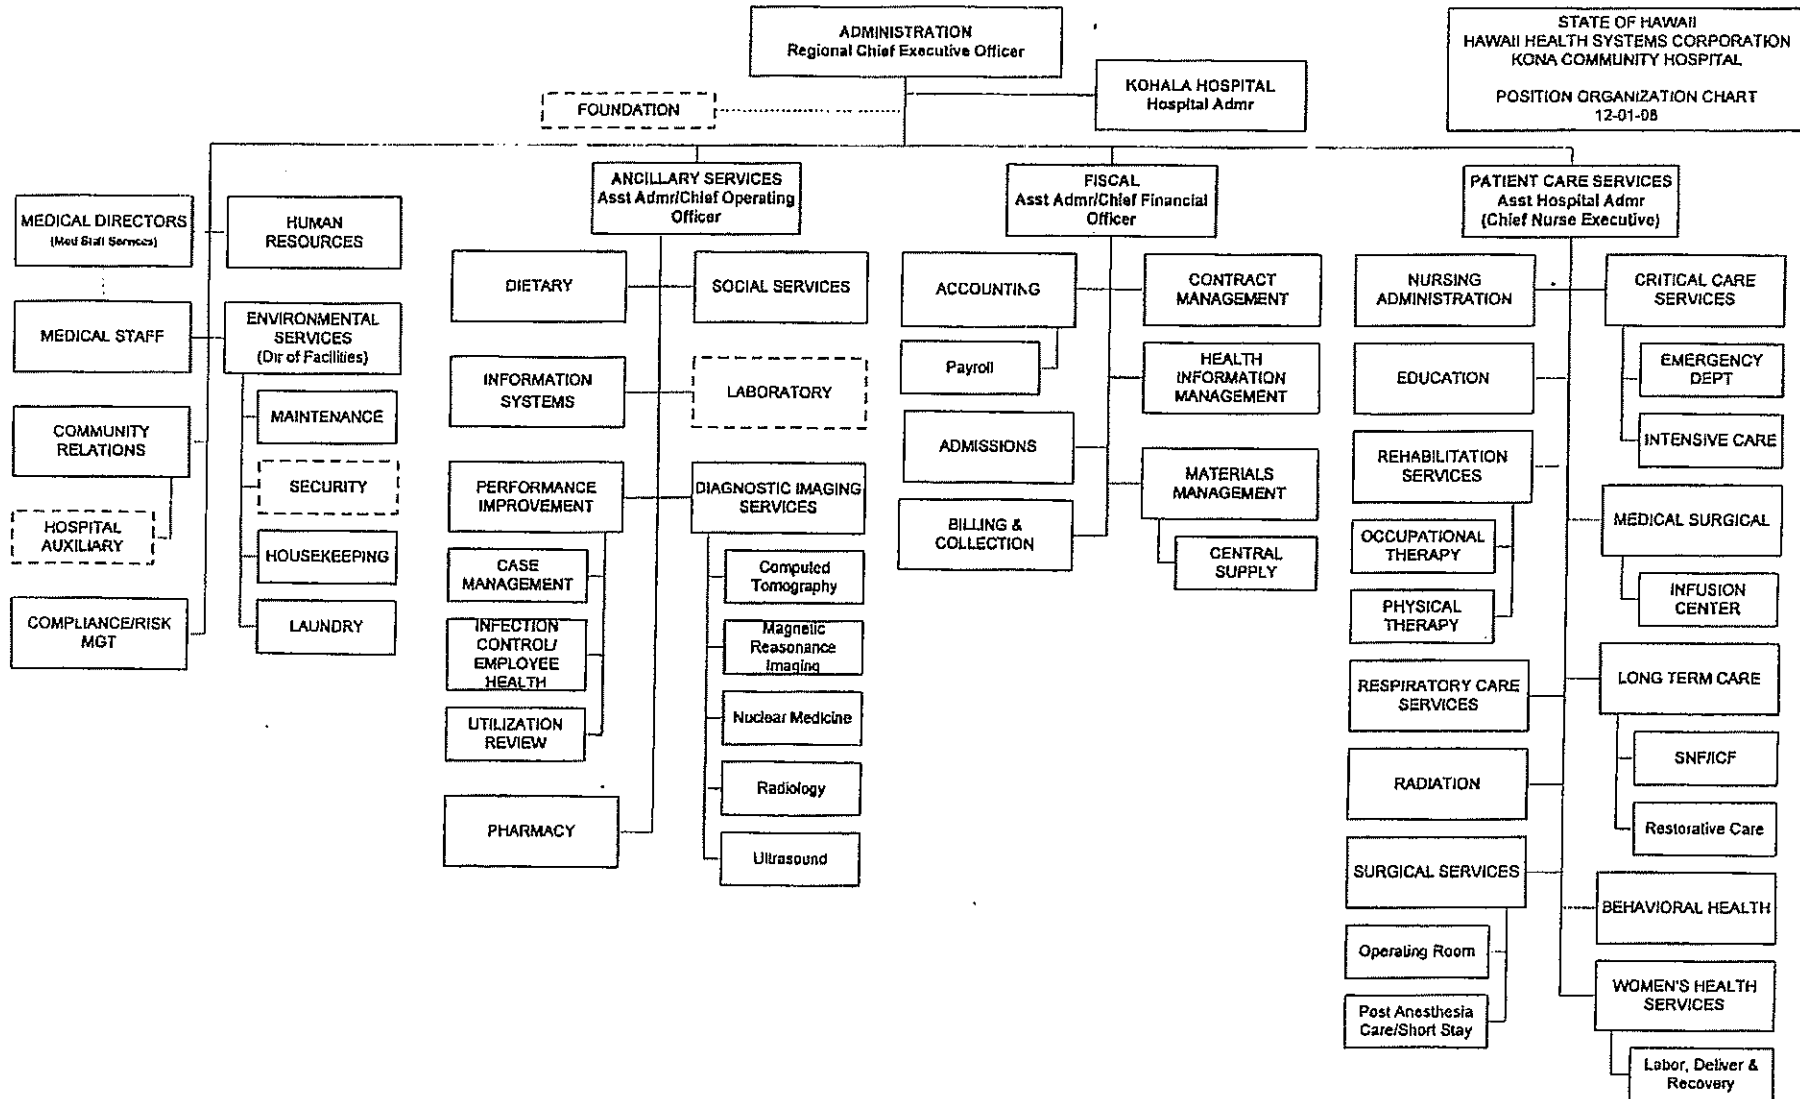 ADMINISTRATION
Regional Chief Executive Officer
STATE OF HAWAII
HAWAII HEALTH SYSTEMS CORPORATION
KONA COMMUNITY HOSPITAL
POSITION ORGANIZATION CHART
12-01-08
KOHALA HOSPITAL
Hospital Admr
FOUNDATION
MEDICAL DIRECTORS
(Med Staff Services)
HUMAN
RESOURCES
MEDICAL STAFF
ENVIRONMENTAL
SERVICES
(Dir of Facilities)
MAINTENANCE
COMMUNITY
RELATIONS
SECURITY
HOSPITAL
AUXILIARY
HOUSEKEEPING
COMPLIANCE/RISK
MGT
LAUNDRY
ANCILLARY SERVICES
Asst Admr/Chief Operating
Officer
DIETARY
SOCIAL SERVICES
INFORMATION
SYSTEMS
LABORATORY
PERFORMANCE
IMPROVEMENT
DIAGNOSTIC IMAGING
SERVICES
CASE
MANAGEMENT
INFECTION
CONTROL/
EMPLOYEE
HEALTH
UTILIZATION
REVIEW
Computed
Tomography
Magnetic
Reasonance
Imaging
Nuclear Medicine
Radiology
Ultrasound
PHARMACY
FISCAL
Asst Admr/Chief Financial
Officer
ACCOUNTING
CONTRACT
MANAGEMENT
Payroll
HEALTH
INFORMATION
MANAGEMENT
ADMISSIONS
MATERIALS
MANAGEMENT
BILLING &
COLLECTION
CENTRAL
SUPPLY
PATIENT CARE SERVICES
Asst Hospital Admr
(Chief Nurse Executive)
NURSING
ADMINISTRATION
CRITICAL CARE
SERVICES
EMERGENCY
DEPT
EDUCATION
INTENSIVE CARE
REHABILITATION
SERVICES
MEDICAL SURGICAL
OCCUPATIONAL
THERAPY
INFUSION
CENTER
PHYSICAL
THERAPY
LONG TERM CARE
RESPIRATORY CARE
SERVICES
SNF/ICF
RADIATION
Restorative Care
SURGICAL SERVICES
BEHAVIORAL HEALTH
Operating Room
WOMEN'S HEALTH
SERVICES
Post Anesthesia
Care/Short Stay
Labor, Deliver &
Recovery